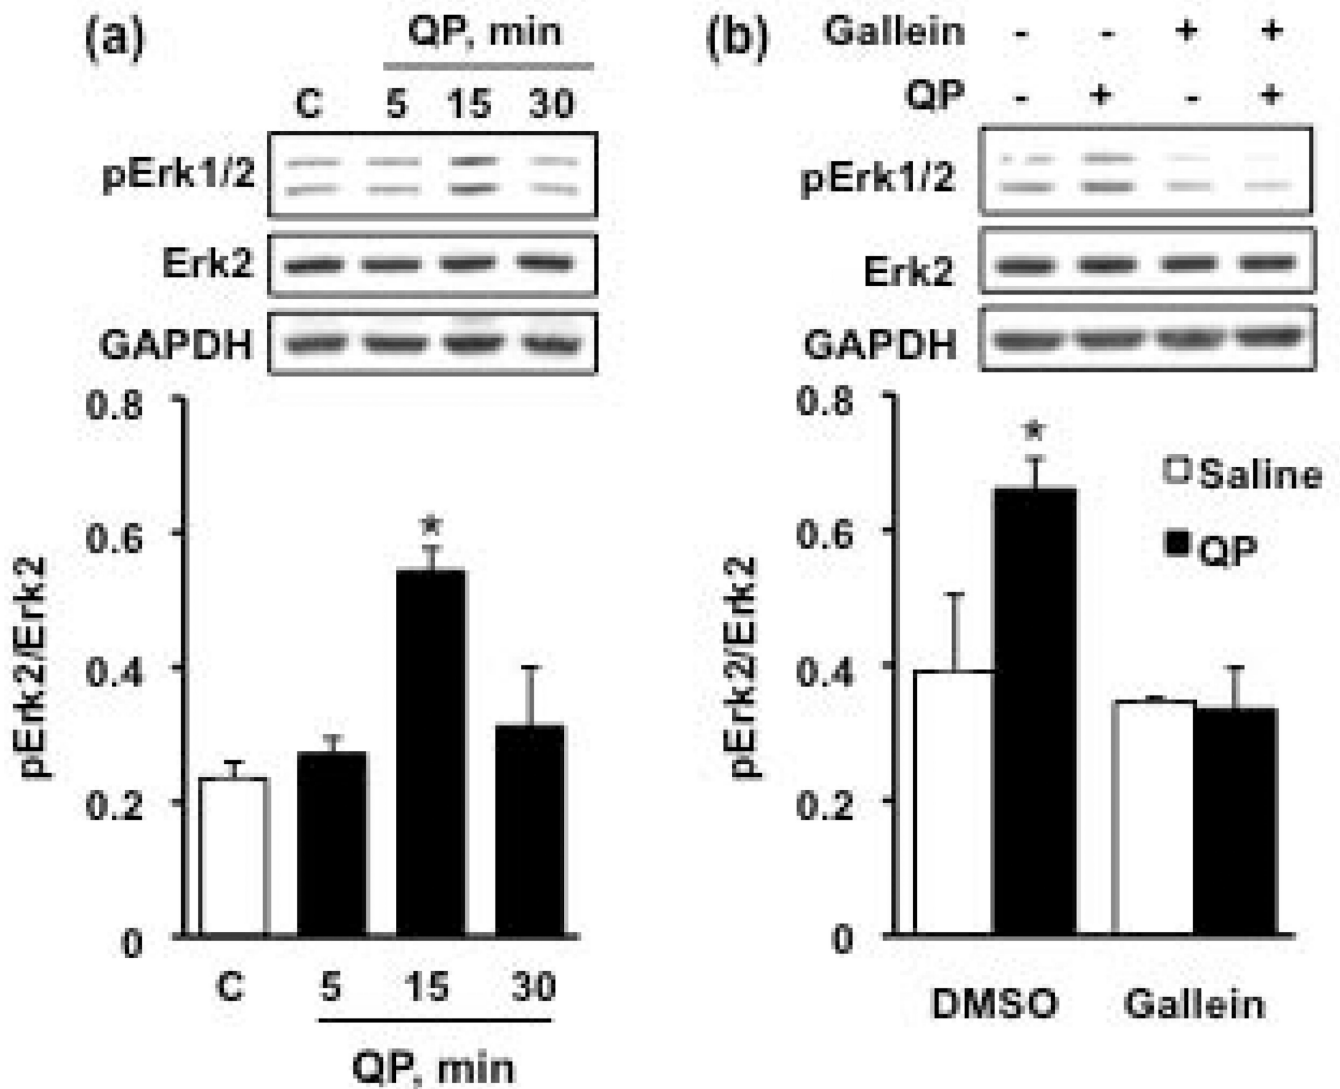 (a)
QP, min
C 5 15 30
pErk1/2
Erk2
GAPDH
0.8
0.6
0.4
0.2
0
pErk2/Erk2
*
C 5 15 30
QP, min
(b)
Gallein - - + +
QP - + - +
pErk1/2
Erk2
GAPDH
0.8
0.6
0.4
0.2
0
pErk2/Erk2
*
Saline
QP
DMSO Gallein